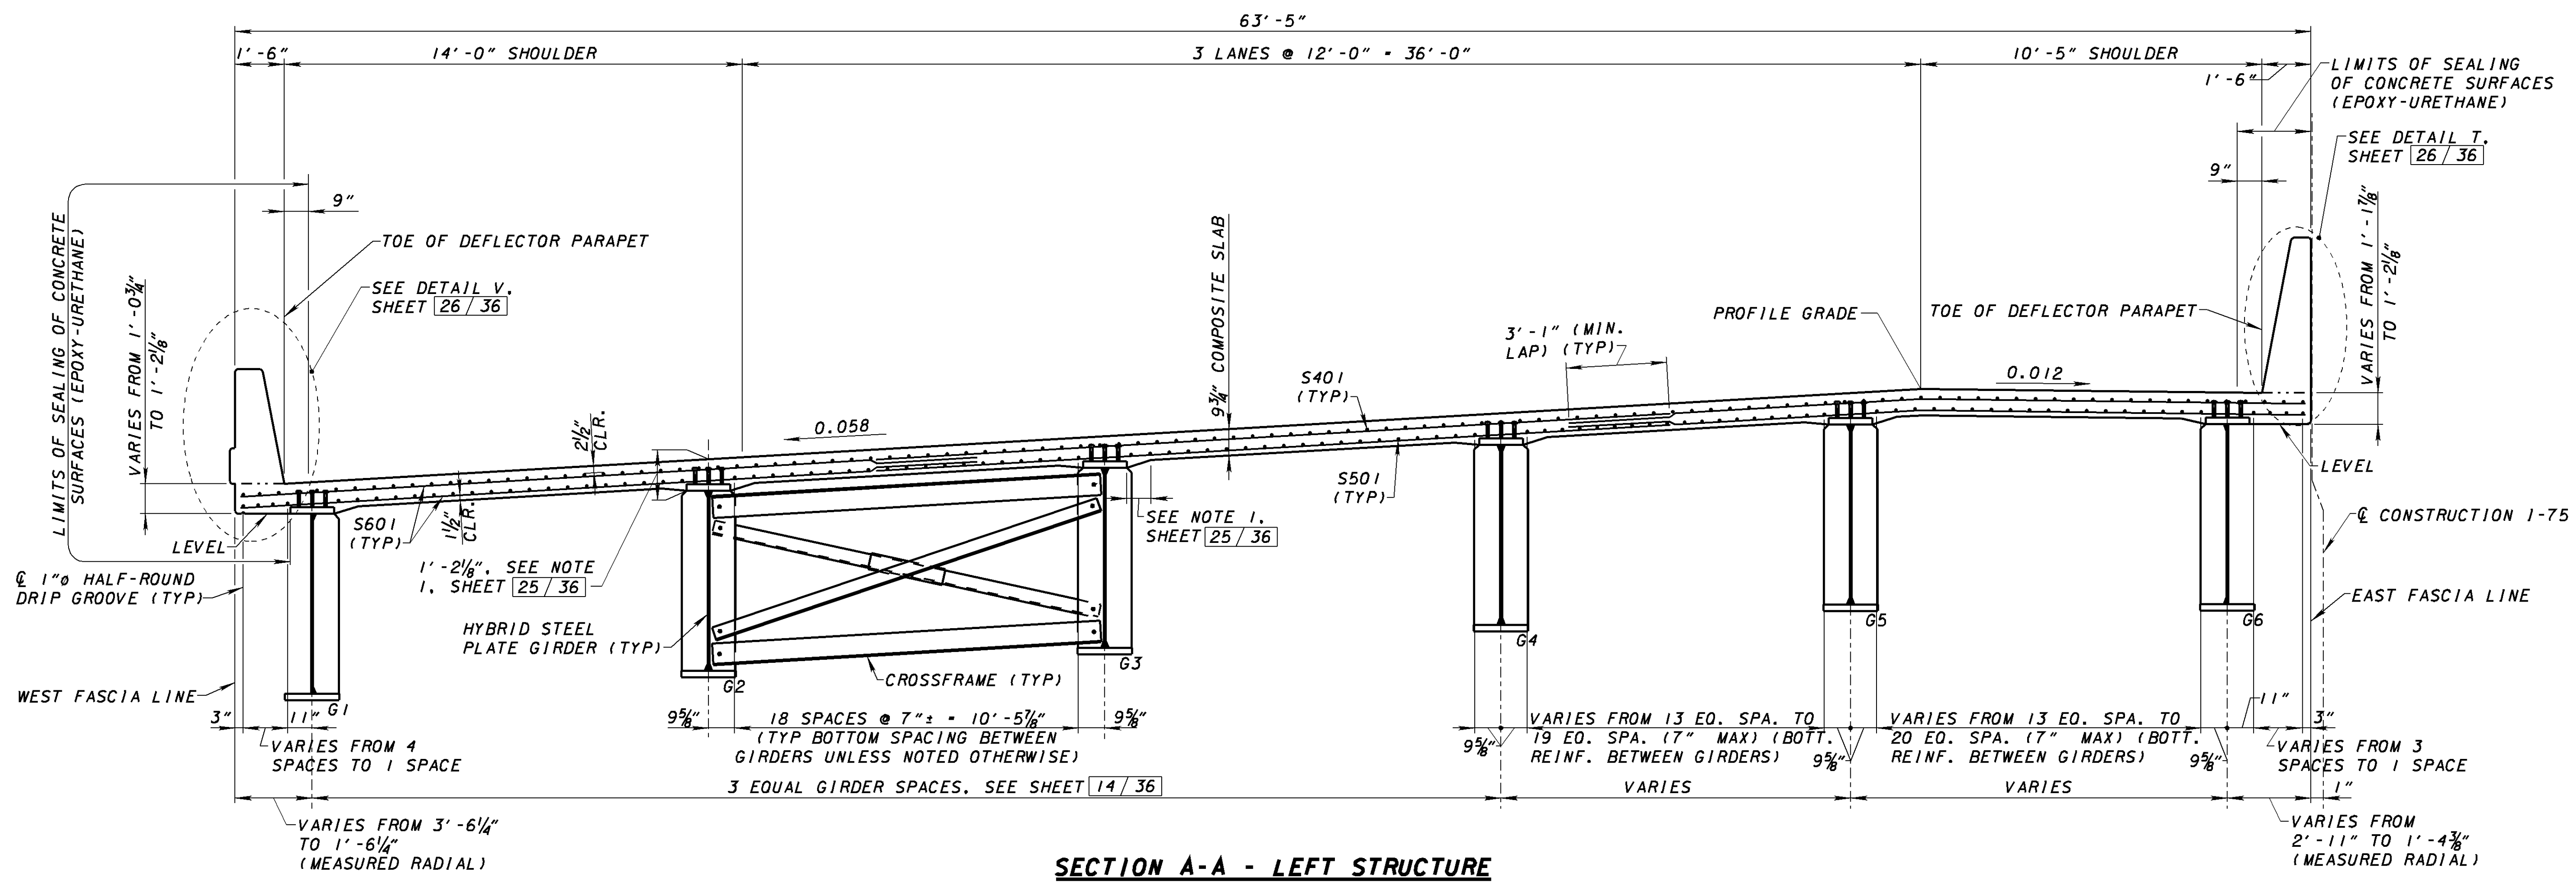 63'-5"
1'-6"
14'-0" SHOULDER
3 LANES @ 12'-0" = 36'-0"
10'-5" SHOULDER
1'-6"
LIMITS OF SEALING
OF CONCRETE SURFACES
(EPOXY-URETHANE)
SEE DETAIL T,
SHEET 26/36
9"
9"
LIMITS OF SEALING OF CONCRETE
SURFACES (EPOXY-URETHANE)
TOE OF DEFLECTOR PARAPET
SEE DETAIL V,
SHEET 26/36
VARIES FROM 1'-0¾"
TO 1'-2⅛"
VARIES FROM 1'-1⅞"
TO 1'-2⅛"
9¾" COMPOSITE SLAB
PROFILE GRADE
TOE OF DEFLECTOR PARAPET
3'-1" (MIN.
LAP) (TYP)
S401
(TYP)
0.012
0.058
2½"
CLR.
1½"
CLR.
S501
(TYP)
S601
(TYP)
LEVEL
LEVEL
SEE NOTE 1,
SHEET 25/36
℄ CONSTRUCTION I-75
℄ 1"ø HALF-ROUND
DRIP GROOVE (TYP)
1'-2⅛", SEE NOTE
1, SHEET 25/36
EAST FASCIA LINE
HYBRID STEEL
PLATE GIRDER (TYP)
G5
G6
G4
G3
CROSSFRAME (TYP)
G2
WEST FASCIA LINE
G1
3"
11"
VARIES FROM 4
SPACES TO 1 SPACE
9⅝"
18 SPACES @ 7"± = 10'-5⅞"
(TYP BOTTOM SPACING BETWEEN
GIRDERS UNLESS NOTED OTHERWISE)
9⅝"
9⅝"
VARIES FROM 13 EQ. SPA. TO
19 EQ. SPA. (7" MAX) (BOTT.
REINF. BETWEEN GIRDERS)
9⅝"
VARIES FROM 13 EQ. SPA. TO
20 EQ. SPA. (7" MAX) (BOTT.
REINF. BETWEEN GIRDERS)
9⅝"
11"
3"
VARIES FROM 3
SPACES TO 1 SPACE
3 EQUAL GIRDER SPACES, SEE SHEET 14/36
VARIES
VARIES
1"
VARIES FROM 3'-6¼"
TO 1'-6¼"
(MEASURED RADIAL)
VARIES FROM
2'-11" TO 1'-4⅜"
(MEASURED RADIAL)
SECTION A-A - LEFT STRUCTURE